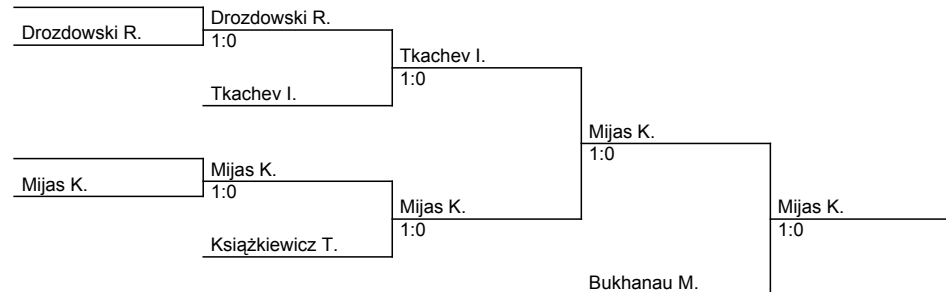 Drozdowski R.
Drozdowski R.
1:0
Tkachev I.
1:0
Tkachev I.
Mijas K.
1:0
Mijas K.
Mijas K.
1:0
Mijas K.
1:0
Mijas K.
1:0
Książkiewicz T.
Bukhanau M.